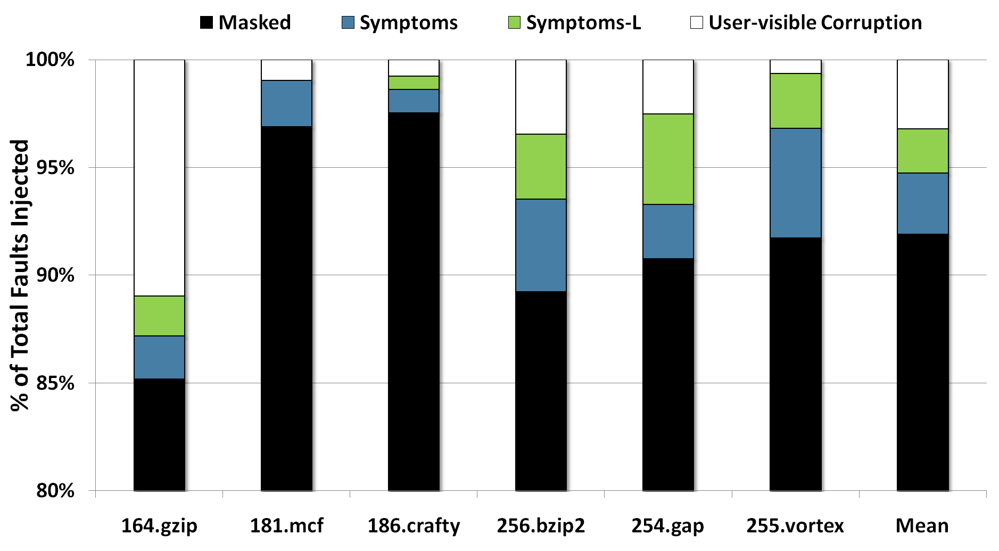 Masked Symptoms Symptoms-L User-visible Corruption
% of Total Faults Injected
100%
95%
90%
85%
80%
164.gzip 181.mcf 186.crafty 256.bzip2 254.gap 255.vortex Mean